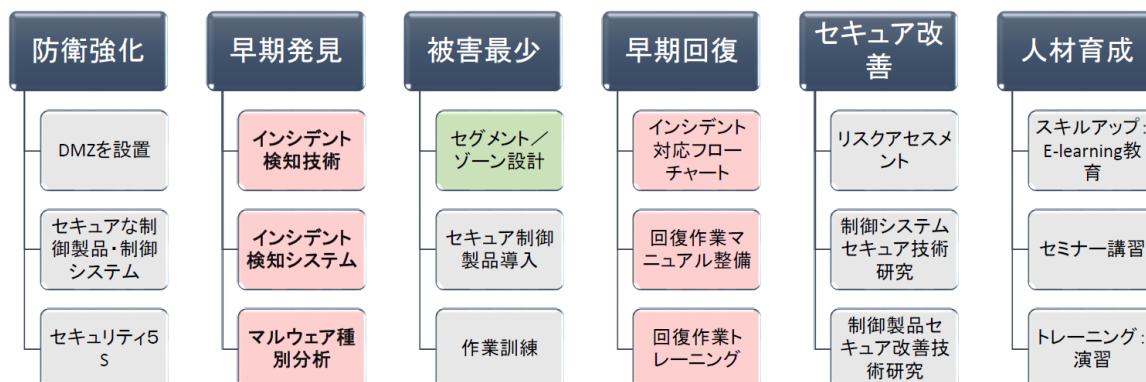 防衛強化
早期発見
被害最少
早期回復
セキュア改
善
人材育成
DMZを設置
インシデント
検知技術
セグメント／
ゾーン設計
インシデント
対応フロー
チャート
リスクアセスメ
ント
スキルアップ：
E-learning教
育
セキュアな制
御製品・制御
システム
インシデント
検知システム
セキュア制御
製品導入
回復作業マ
ニュアル整備
制御システム
セキュア技術
研究
セミナー講習
セキュリティ５
S
マルウェア種
別分析
作業訓練
回復作業ト
レーニング
制御製品セ
キュア改善技
術研究
トレーニング：
演習